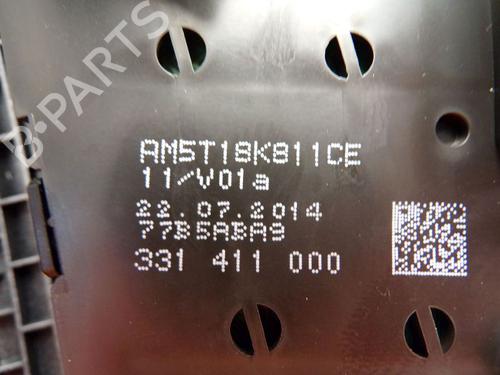 B-PARTS
AM5T18K811CE
11/V01a
22.07.2014
77B5ABA9
331 411 000